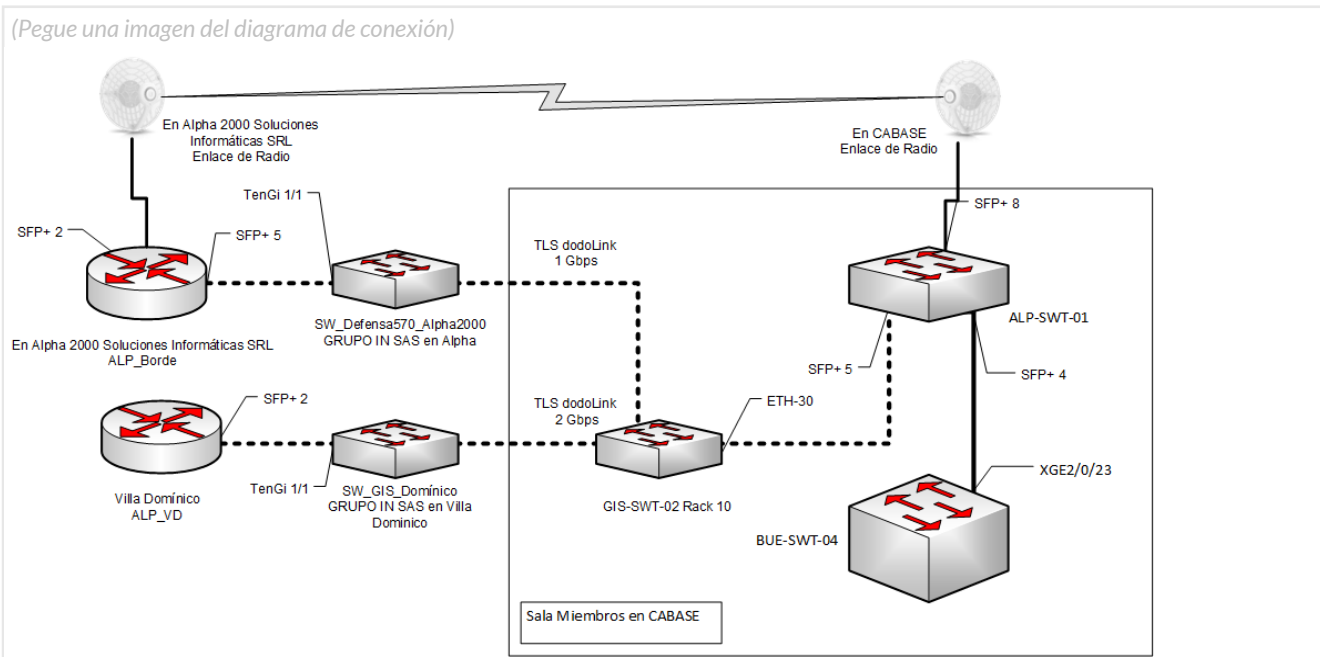 (Pegue una imagen del diagrama de conexión)
En Alpha 2000 Soluciones
Informáticas SRL
Enlace de Radio
En CABASE
Enlace de Radio
TenGi 1/1
SFP+ 8
SFP+ 2
SFP+ 5
TLS dodoLink
1 Gbps
SW_Defensa570_Alpha2000
GRUPO IN SAS en Alpha
ALP-SWT-01
En Alpha 2000 Soluciones Informáticas SRL
ALP_Borde
SFP+ 5
SFP+ 4
SFP+ 2
TLS dodoLink
2 Gbps
ETH-30
XGE2/0/23
TenGi 1/1
Villa Domínico
ALP_VD
SW_GIS_Domínico
GRUPO IN SAS en Villa
Dominico
GIS-SWT-02 Rack 10
BUE-SWT-04
Sala Miembros en CABASE